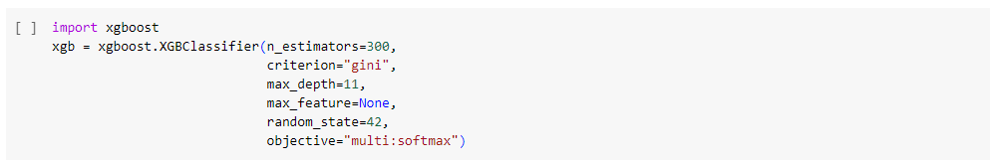 [ ] import xgboost
xgb = xgboost.XGBClassifier(n_estimators=300,
criterion="gini",
max_depth=11,
max_feature=None,
random_state=42,
objective="multi:softmax")